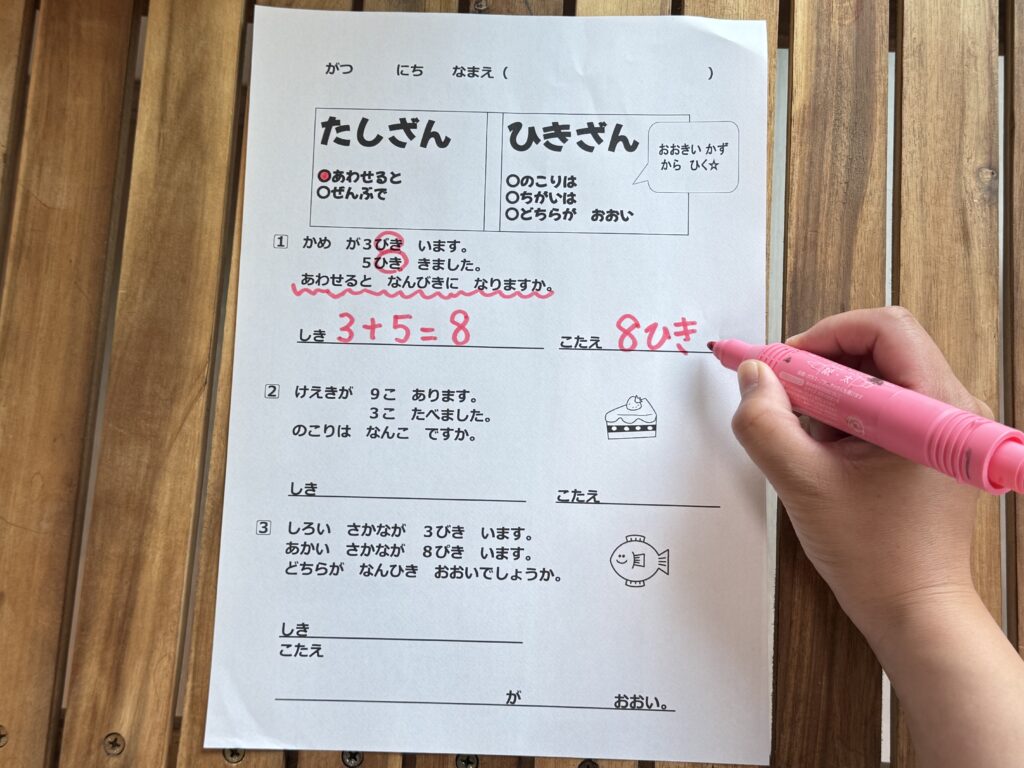 がつ　にち　なまえ（　　　）
たしざん
◯あわせると
◯ぜんぶで
ひきざん
◯のこりは
◯ちがいは
◯どちらが　おおい
おおきい かず
から ひく☆
1 かめ　が３びき　います。
５ひき　きました。
あわせると　なんびきに　なりますか。
しき 3+5=8　こたえ 8ひき
2 けえきが　９こ　あります。
３こ　たべました。
のこりは　なんこ　ですか。
しき　こたえ
3 しろい　さかなが　３びき　います。
あかい　さかなが　８びき　います。
どちらが　なんひき　おおいでしょうか。
しき
こたえ
が　おおい。